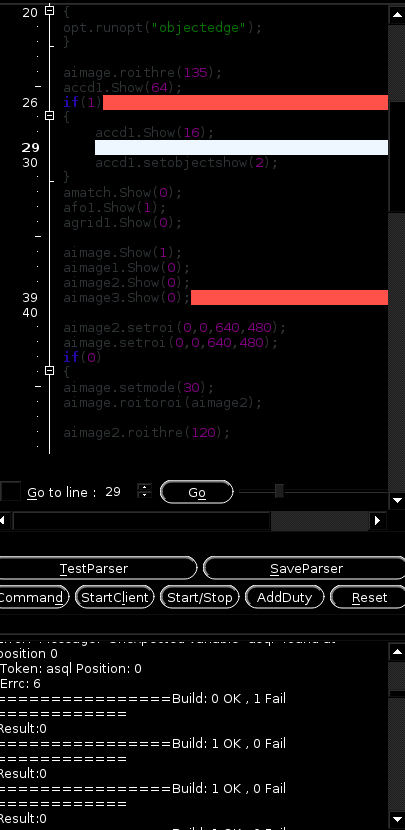 20 {
opt.runopt("objectedge");
}
aimage.roithre(135);
accd1.Show(64);
26 if(1)
{
accd1.Show(16);
29
30 accd1.setobjectshow(2);
}
amatch.Show(0);
afo1.Show(1);
agrid1.Show(0);
aimage.Show(1);
aimage1.Show(0);
aimage2.Show(0);
39 aimage3.Show(0);
40
aimage2.setroi(0,0,640,480);
aimage.setroi(0,0,640,480);
if(0)
{
aimage.setmode(30);
aimage.roitoroi(aimage2);
aimage2.roithre(120);
Go to line : 29 Go
TestParser SaveParser
Command StartClient Start/Stop AddDuty Reset
position 0
Token: asql Position: 0
Errc: 6
================Build: 0 OK , 1 Fail
============
Result:0
================Build: 1 OK , 0 Fail
============
Result:0
================Build: 1 OK , 0 Fail
============
Result:0